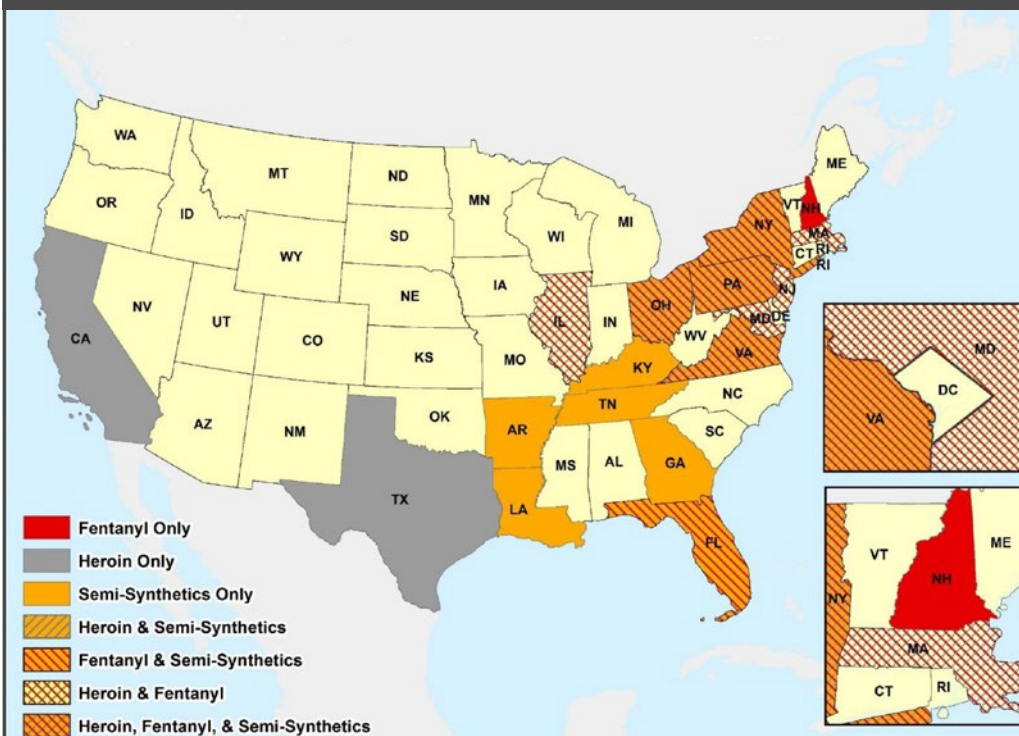 WA
MT
ND
MN
ME
OR
ID
SD
WI
MI
VT
NH
NY
MA
RI
CT
RI
WY
IA
NE
PA
NJ
OH
MD
DE
NV
UT
CO
IL
IN
WV
VA
CA
KS
MO
KY
AZ
NM
OK
AR
TN
NC
SC
MS
AL
GA
TX
LA
FL
MD
DC
VA
VT
ME
NH
NY
MA
CT
RI
Fentanyl Only
Heroin Only
Semi-Synthetics Only
Heroin & Semi-Synthetics
Fentanyl & Semi-Synthetics
Heroin & Fentanyl
Heroin, Fentanyl, & Semi-Synthetics